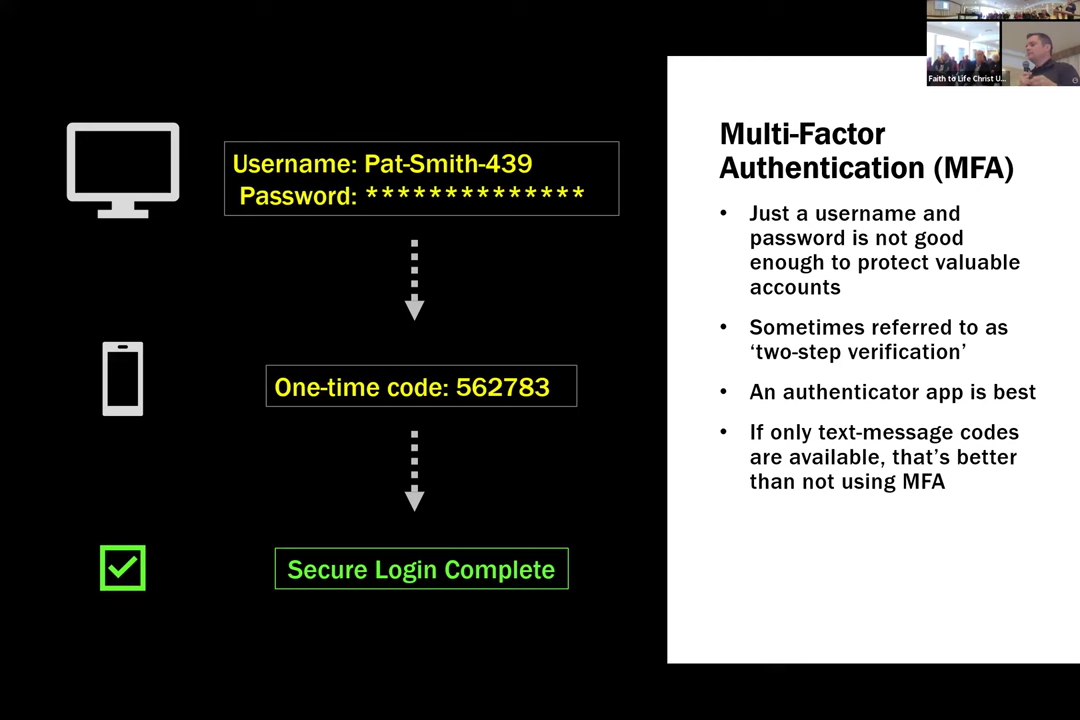 Faith to Life Christ U...
Username: Pat-Smith-439
Password: **************
One-time code: 562783
Secure Login Complete
Multi-Factor
Authentication (MFA)
• Just a username and
password is not good
enough to protect valuable
accounts
• Sometimes referred to as
‘two-step verification’
• An authenticator app is best
• If only text-message codes
are available, that’s better
than not using MFA